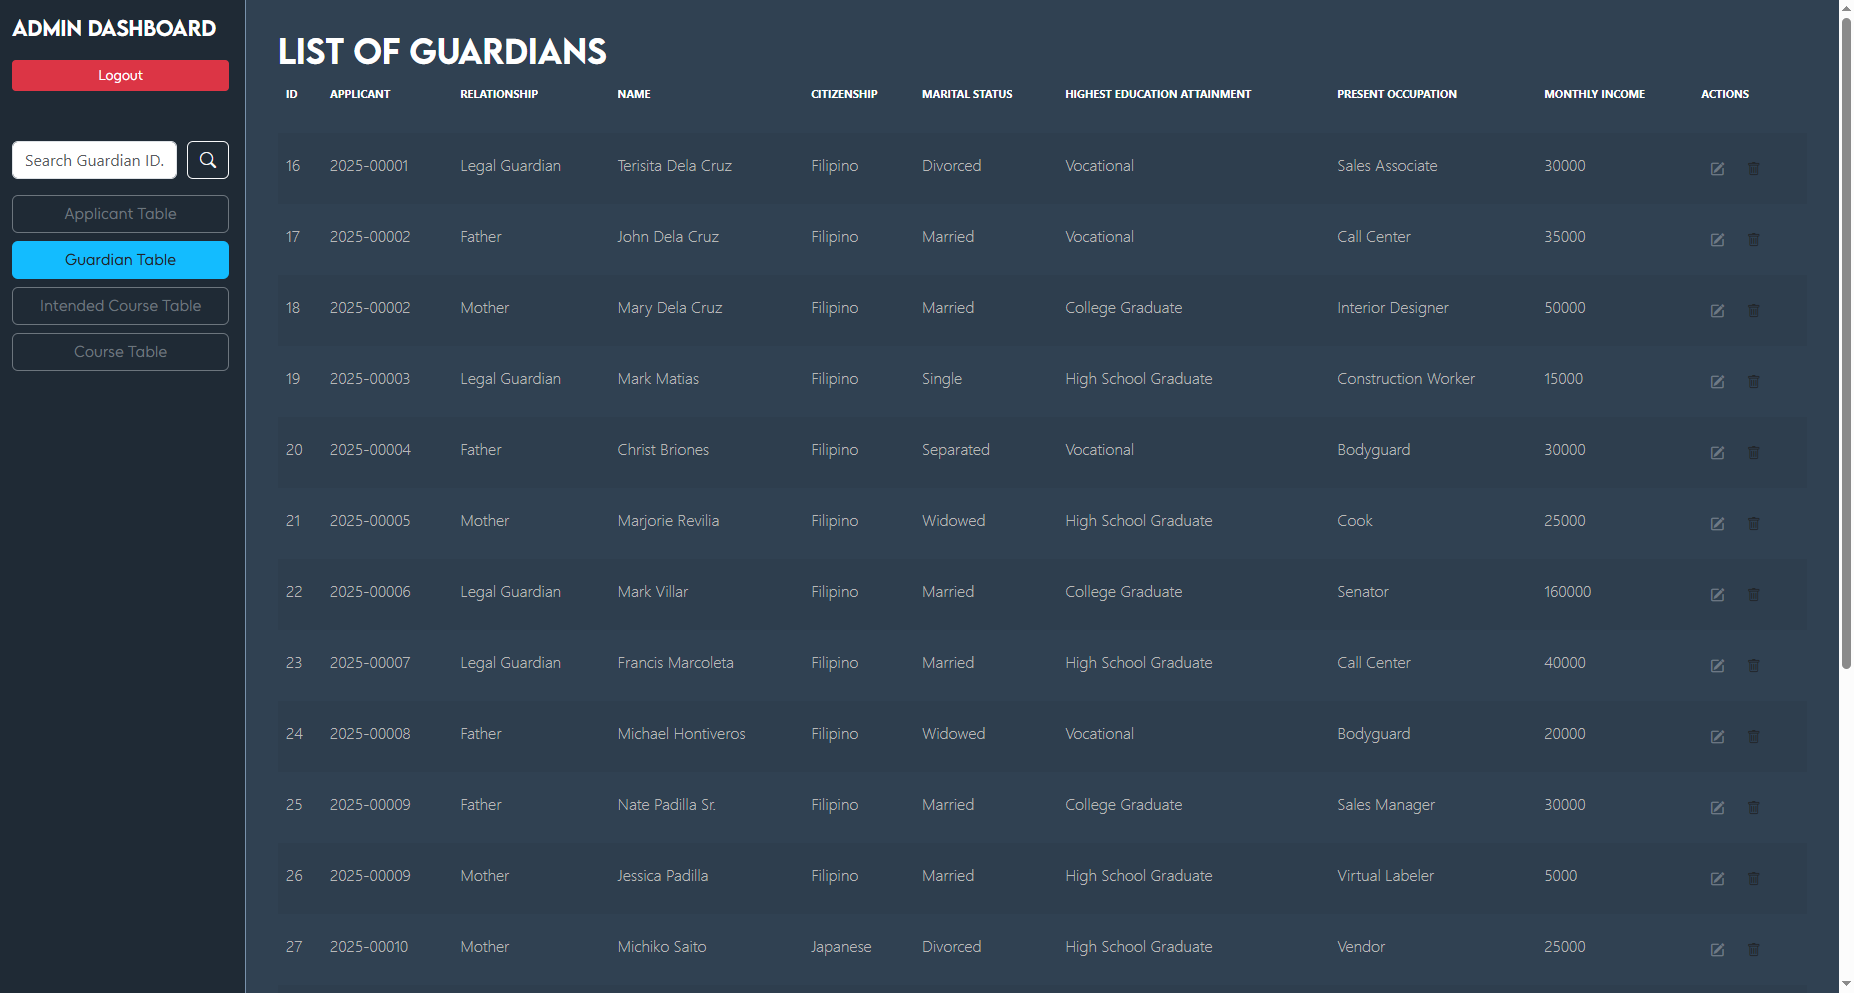 ADMIN DASHBOARD
Logout
Search Guardian ID.
Applicant Table
Guardian Table
Intended Course Table
Course Table
LIST OF GUARDIANS
ID APPLICANT RELATIONSHIP NAME CITIZENSHIP MARITAL STATUS HIGHEST EDUCATION ATTAINMENT PRESENT OCCUPATION MONTHLY INCOME ACTIONS
16 2025-00001 Legal Guardian Terisita Dela Cruz Filipino Divorced Vocational Sales Associate 30000
17 2025-00002 Father John Dela Cruz Filipino Married Vocational Call Center 35000
18 2025-00002 Mother Mary Dela Cruz Filipino Married College Graduate Interior Designer 50000
19 2025-00003 Legal Guardian Mark Matias Filipino Single High School Graduate Construction Worker 15000
20 2025-00004 Father Christ Briones Filipino Separated Vocational Bodyguard 30000
21 2025-00005 Mother Marjorie Revilia Filipino Widowed High School Graduate Cook 25000
22 2025-00006 Legal Guardian Mark Villar Filipino Married College Graduate Senator 160000
23 2025-00007 Legal Guardian Francis Marcoleta Filipino Married High School Graduate Call Center 40000
24 2025-00008 Father Michael Hontiveros Filipino Widowed Vocational Bodyguard 20000
25 2025-00009 Father Nate Padilla Sr. Filipino Married College Graduate Sales Manager 30000
26 2025-00009 Mother Jessica Padilla Filipino Married High School Graduate Virtual Labeler 5000
27 2025-00010 Mother Michiko Saito Japanese Divorced High School Graduate Vendor 25000